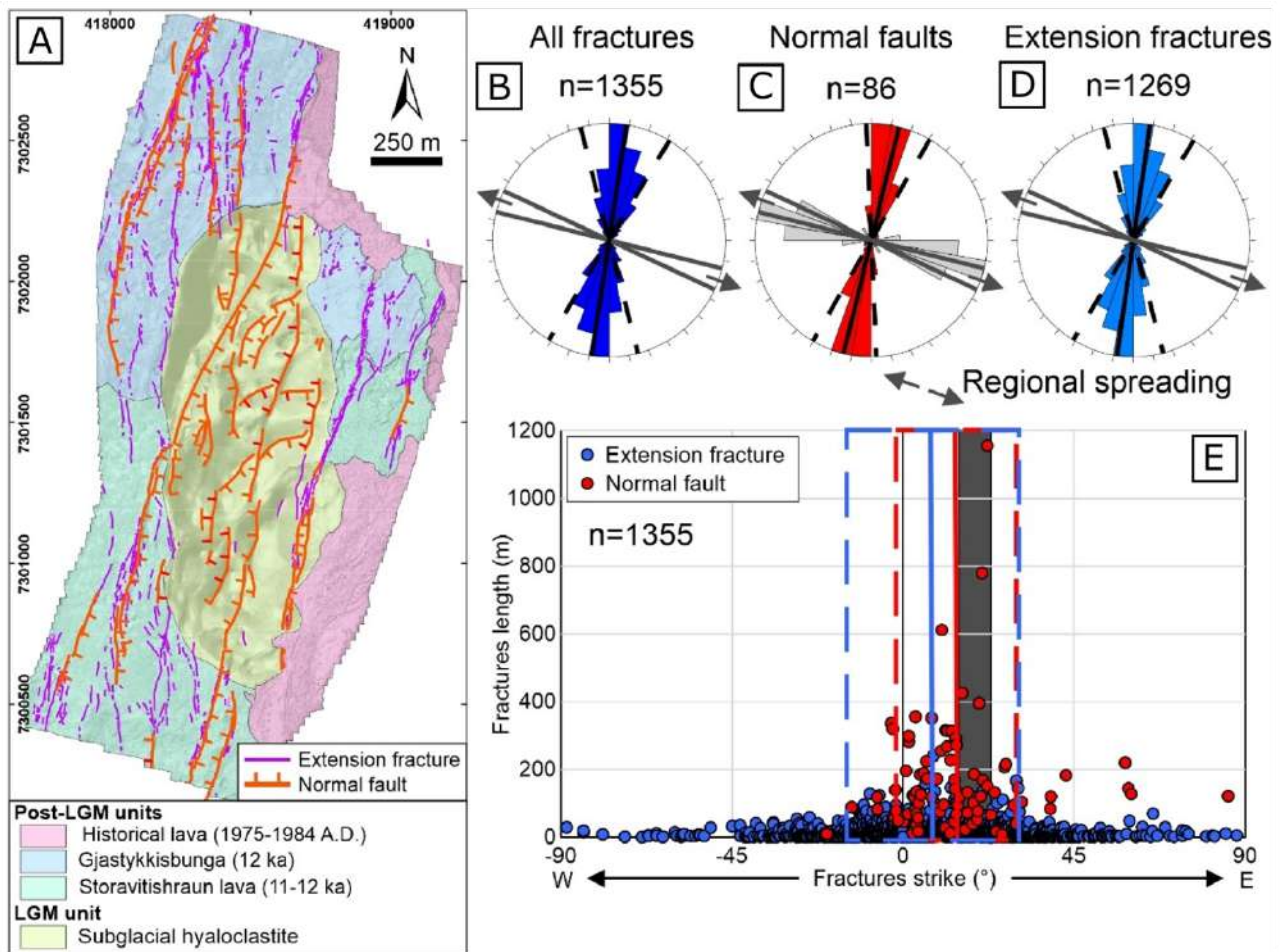 A
418000
419000
N
250 m
7302500
7302000
7301500
7301000
7300500
Extension fracture
Normal fault
Post-LGM units
Historical lava (1975-1984 A.D.)
Gjastykkisbunga (12 ka)
Storavitishraun lava (11-12 ka)
LGM unit
Subglacial hyaloclastite
All fractures
B
n=1355
Normal faults
C
n=86
Extension fractures
D
n=1269
Regional spreading
E
Extension fracture
Normal fault
n=1355
Fractures length (m)
1200
1000
800
600
400
200
0
-90
-45
0
45
90
W
Fractures strike (°)
E